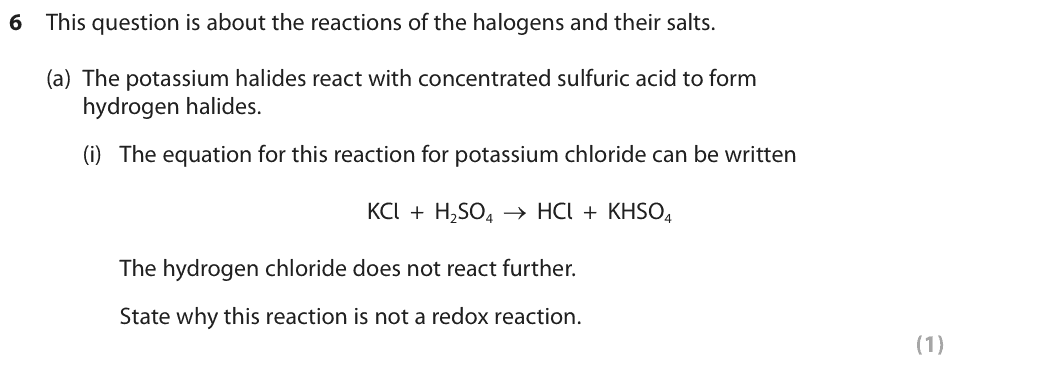 6 This question is about the reactions of the halogens and their salts.
(a) The potassium halides react with concentrated sulfuric acid to form
hydrogen halides.
(i) The equation for this reaction for potassium chloride can be written
KCl + H₂SO₄ → HCl + KHSO₄
The hydrogen chloride does not react further.
State why this reaction is not a redox reaction.
(1)